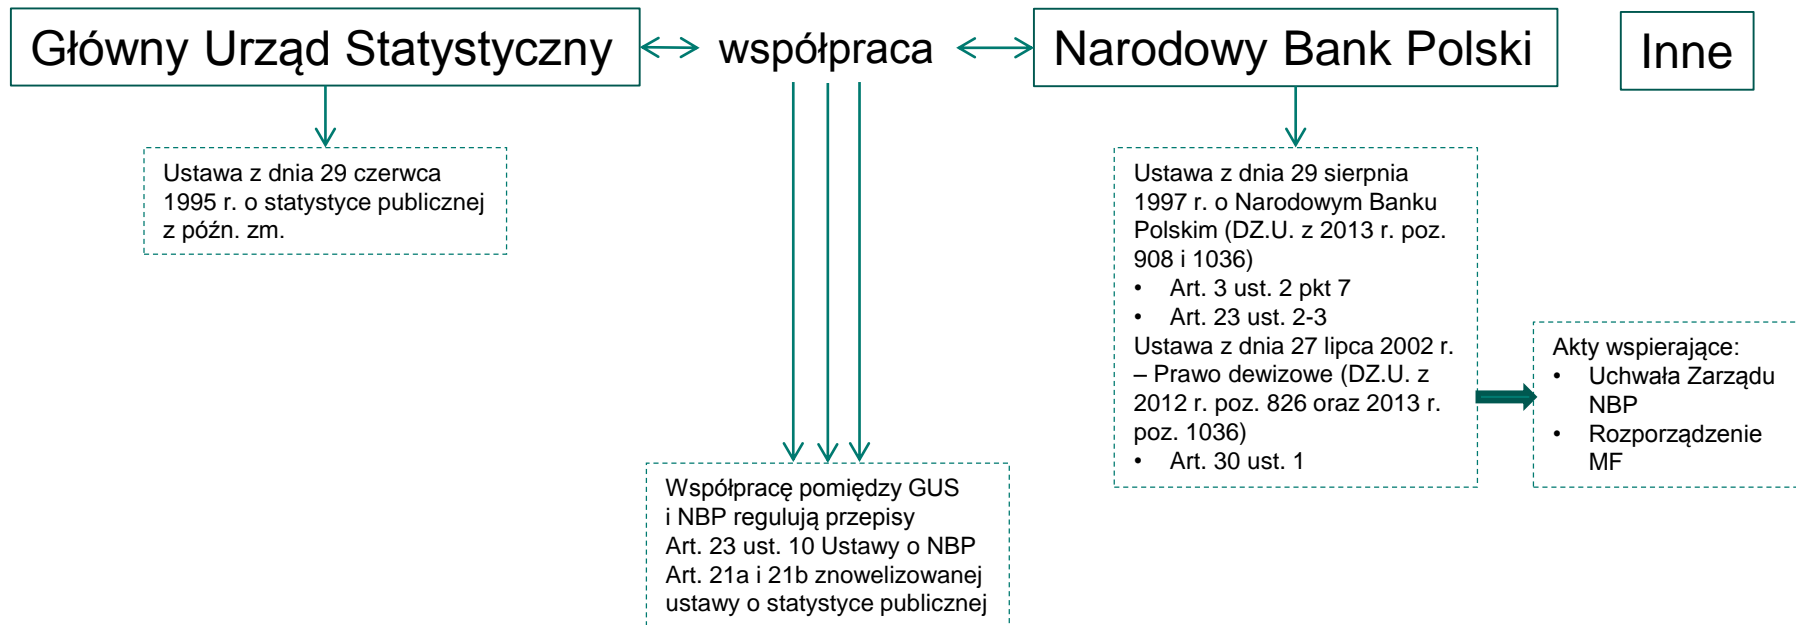 Główny Urząd Statystyczny
współpraca
Narodowy Bank Polski
Inne
Ustawa z dnia 29 czerwca
1995 r. o statystyce publicznej
z późn. zm.
Ustawa z dnia 29 sierpnia
1997 r. o Narodowym Banku
Polskim (DZ.U. z 2013 r. poz.
908 i 1036)
• Art. 3 ust. 2 pkt 7
• Art. 23 ust. 2-3
Ustawa z dnia 27 lipca 2002 r.
– Prawo dewizowe (DZ.U. z
2012 r. poz. 826 oraz 2013 r.
poz. 1036)
• Art. 30 ust. 1
Akty wspierające:
• Uchwała Zarządu
NBP
• Rozporządzenie
MF
Współpracę pomiędzy GUS
i NBP regulują przepisy
Art. 23 ust. 10 Ustawy o NBP
Art. 21a i 21b znowelizowanej
ustawy o statystyce publicznej